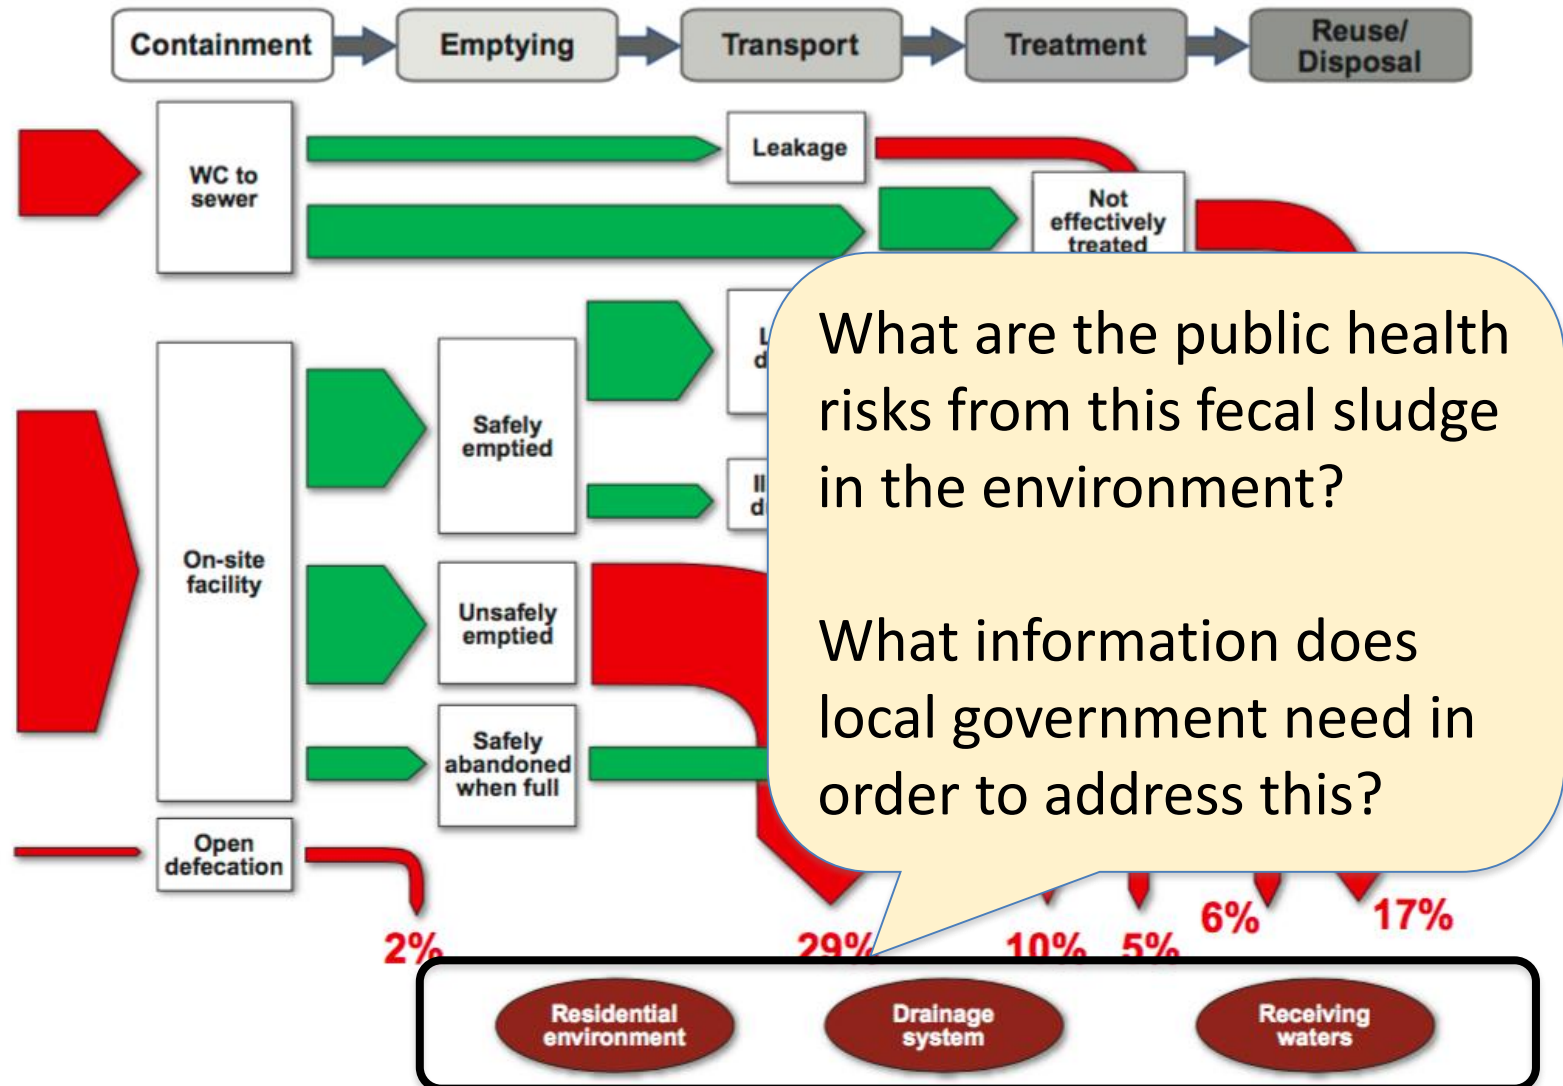 Containment
Emptying
Transport
Treatment
Reuse/
Disposal
WC to
sewer
Leakage
Not
effectively
treated
Safely
emptied
On-site
facility
Unsafely
emptied
Safely
abandoned
when full
Open
defecation
What are the public health
risks from this fecal sludge
in the environment?
What information does
local government need in
order to address this?
2%
29%
10%
5%
6%
17%
Residential
environment
Drainage
system
Receiving
waters